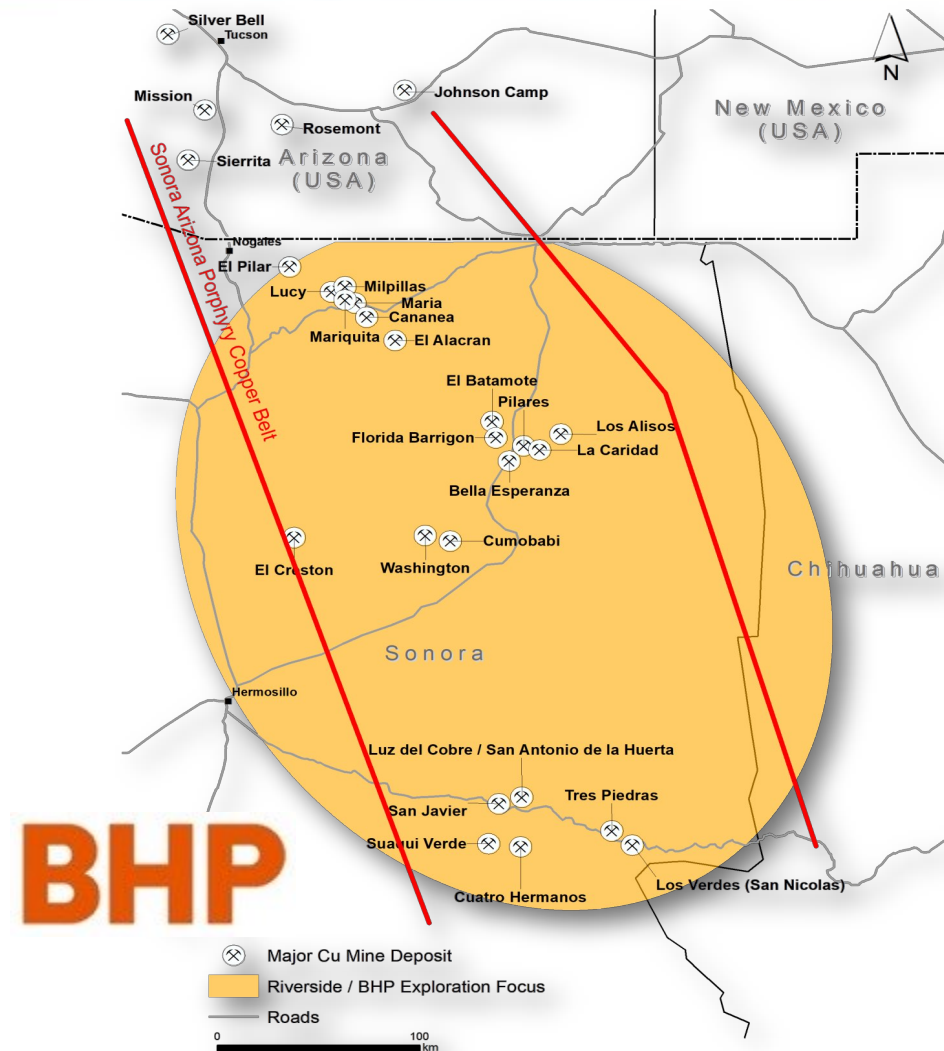 Silver Bell
Tucson
Mission
Johnson Camp
Rosemont
Sierrita
Arizona
(USA)
New Mexico
(USA)
N
Sonora Arizona Porphyry Copper Belt
Nogales
El Pilar
Lucy
Milpillas
Maria
Cananea
Mariquita
El Alacran
El Batamote
Pilares
Florida Barrigon
Los Alisos
La Caridad
Bella Esperanza
El Creston
Washington
Cumobabi
Chihuahua
Sonora
Hermosillo
Luz del Cobre / San Antonio de la Huerta
San Javier
Tres Piedras
Suaqui Verde
Cuatro Hermanos
Los Verdes (San Nicolas)
BHP
Major Cu Mine Deposit
Riverside / BHP Exploration Focus
Roads
0 100
km